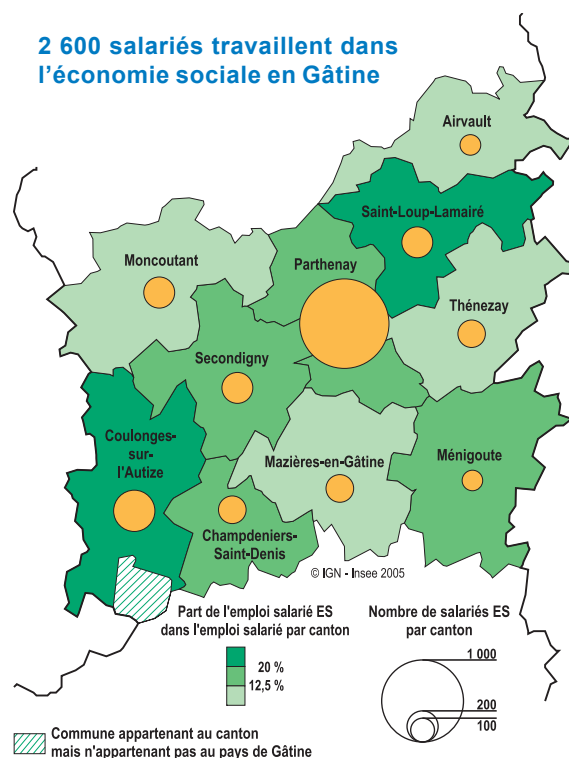 2 600 salariés travaillent dans
l'économie sociale en Gâtine
Airvault
Saint-Loup-Lamairé
Moncoutant
Parthenay
Thénezay
Secondigny
Coulonges-
sur-
l'Autize
Mazières-en-Gâtine
Ménigoute
Champdeniers-
Saint-Denis
© IGN - Insee 2005
Part de l'emploi salarié ES
dans l'emploi salarié par canton
20 %
12,5 %
Nombre de salariés ES
par canton
1 000
200
100
Commune appartenant au canton
mais n'appartenant pas au pays de Gâtine